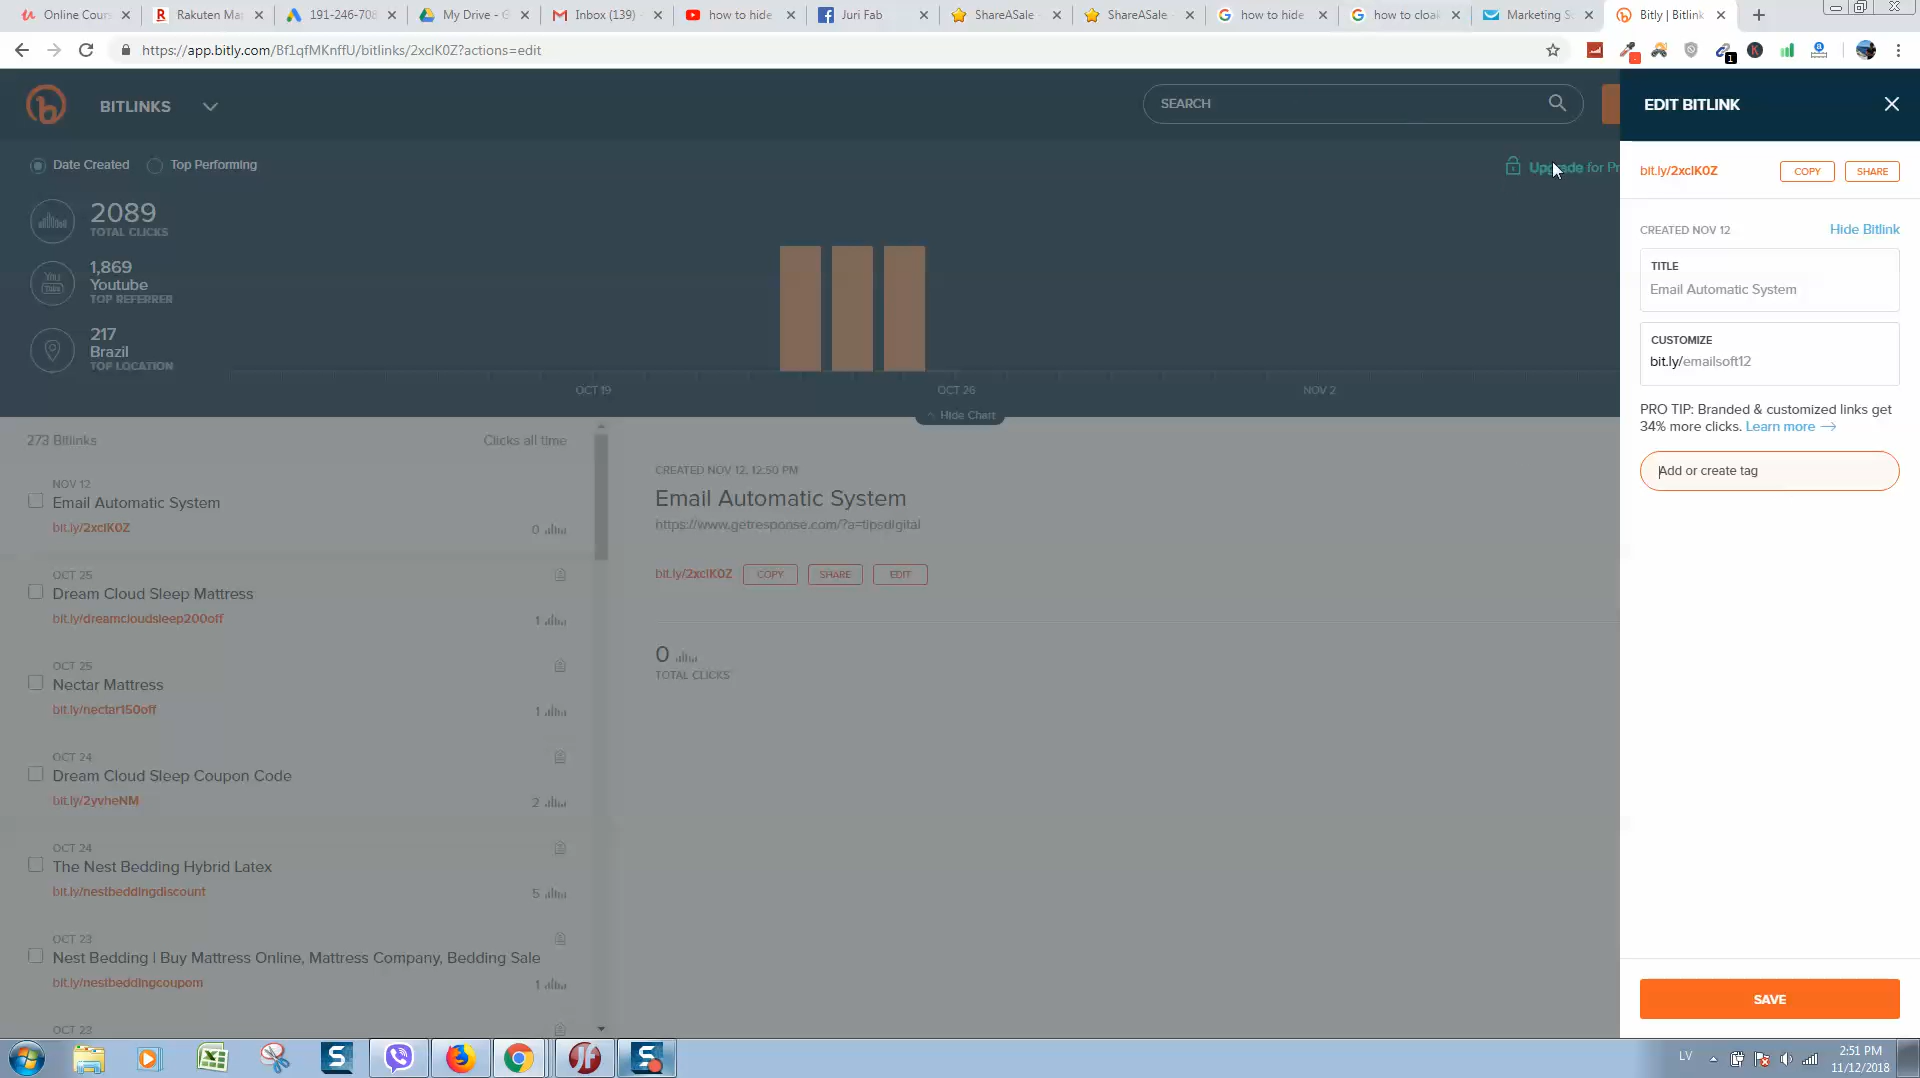 Online Cours
Rakuten Ma
191-246-708
My Drive - G
Inbox (139)
how to hide
Juri Fab
ShareASale
ShareASale
how to hide
how to cloak
Marketing S
Bitly | Bitlink
https://app.bitly.com/Bf1qfMKnffU/bitlinks/2xclK0Z?actions=edit
BITLINKS
SEARCH
EDIT BITLINK
Date Created
Top Performing
Upgrade for Pr
bit.ly/2xclK0Z
COPY
SHARE
2089
TOTAL CLICKS
CREATED NOV 12
Hide Bitlink
1,869
Youtube
TOP REFERRER
TITLE
Email Automatic System
217
Brazil
TOP LOCATION
CUSTOMIZE
bit.ly/emailsoft12
OCT 19
OCT 26
NOV 2
Hide Chart
PRO TIP: Branded & customized links get
34% more clicks. Learn more →
Add or create tag
273 Bitlinks
Clicks all time
NOV 12
Email Automatic System
bit.ly/2xclK0Z
0
OCT 25
Dream Cloud Sleep Mattress
bit.ly/dreamcloudsleep200off
1
OCT 25
Nectar Mattress
bit.ly/nectar150off
1
OCT 24
Dream Cloud Sleep Coupon Code
bit.ly/2yvheNM
2
OCT 24
The Nest Bedding Hybrid Latex
bit.ly/nestbeddingdiscount
5
OCT 23
Nest Bedding | Buy Mattress Online, Mattress Company, Bedding Sale
bit.ly/nestbeddingcoupom
1
OCT 23
CREATED NOV 12, 12:50 PM
Email Automatic System
https://www.getresponse.com/?a=tipsdigital
bit.ly/2xclK0Z
COPY
SHARE
EDIT
0
TOTAL CLICKS
SAVE
LV
2:51 PM
11/12/2018